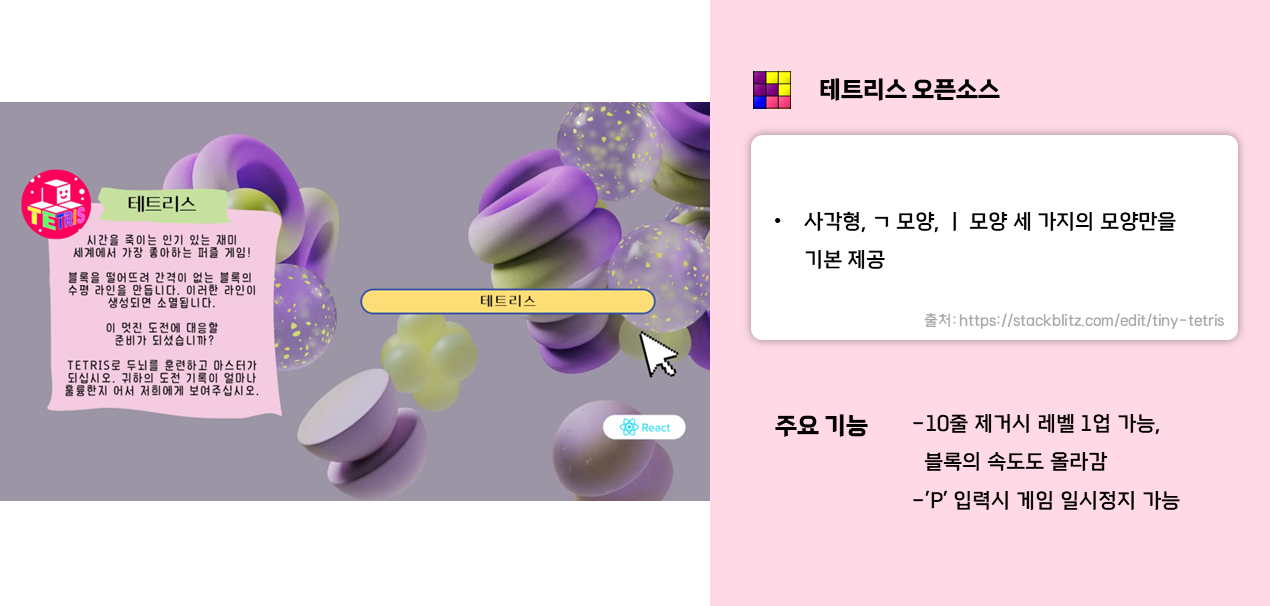 TETRIS
테트리스
시간을 죽이는 인기 있는 재미
세계에서 가장 좋아하는 퍼즐 게임!
블록을 떨어뜨려 간격이 없는 블록의
수평 라인을 만듭니다. 이러한 라인이
생성되면 소멸됩니다.
이 멋진 도전에 대응할
준비가 되셨습니까?
TETRIS로 두뇌를 훈련하고 마스터가
되십시오. 귀하의 도전 기록이 얼마나
훌륭한지 어서 저희에게 보여주십시오.
테트리스
React
테트리스 오픈소스
• 사각형, ㄱ 모양, ㅣ 모양 세 가지의 모양만을
기본 제공
출처: https://stackblitz.com/edit/tiny-tetris
주요 기능
-10줄 제거시 레벨 1업 가능,
블록의 속도도 올라감
-'P' 입력시 게임 일시정지 가능